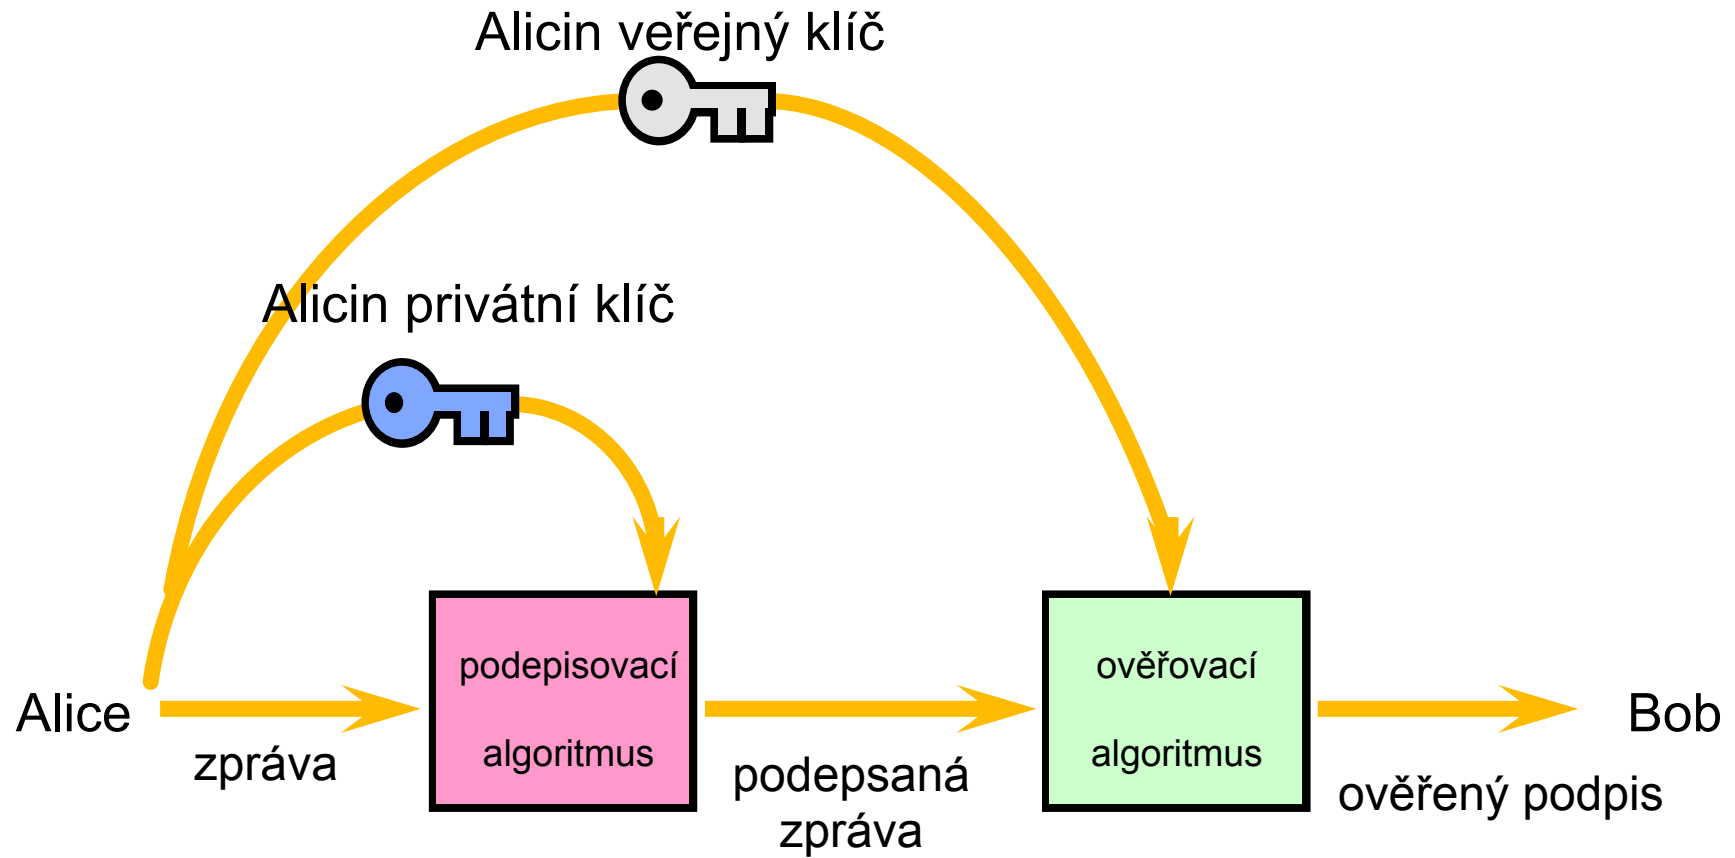 Alicin veřejný klíč
Alicin privátní klíč
podepisovací
algoritmus
ověřovací
algoritmus
Alice
Bob
zpráva
podepsaná
zpráva
ověřený podpis